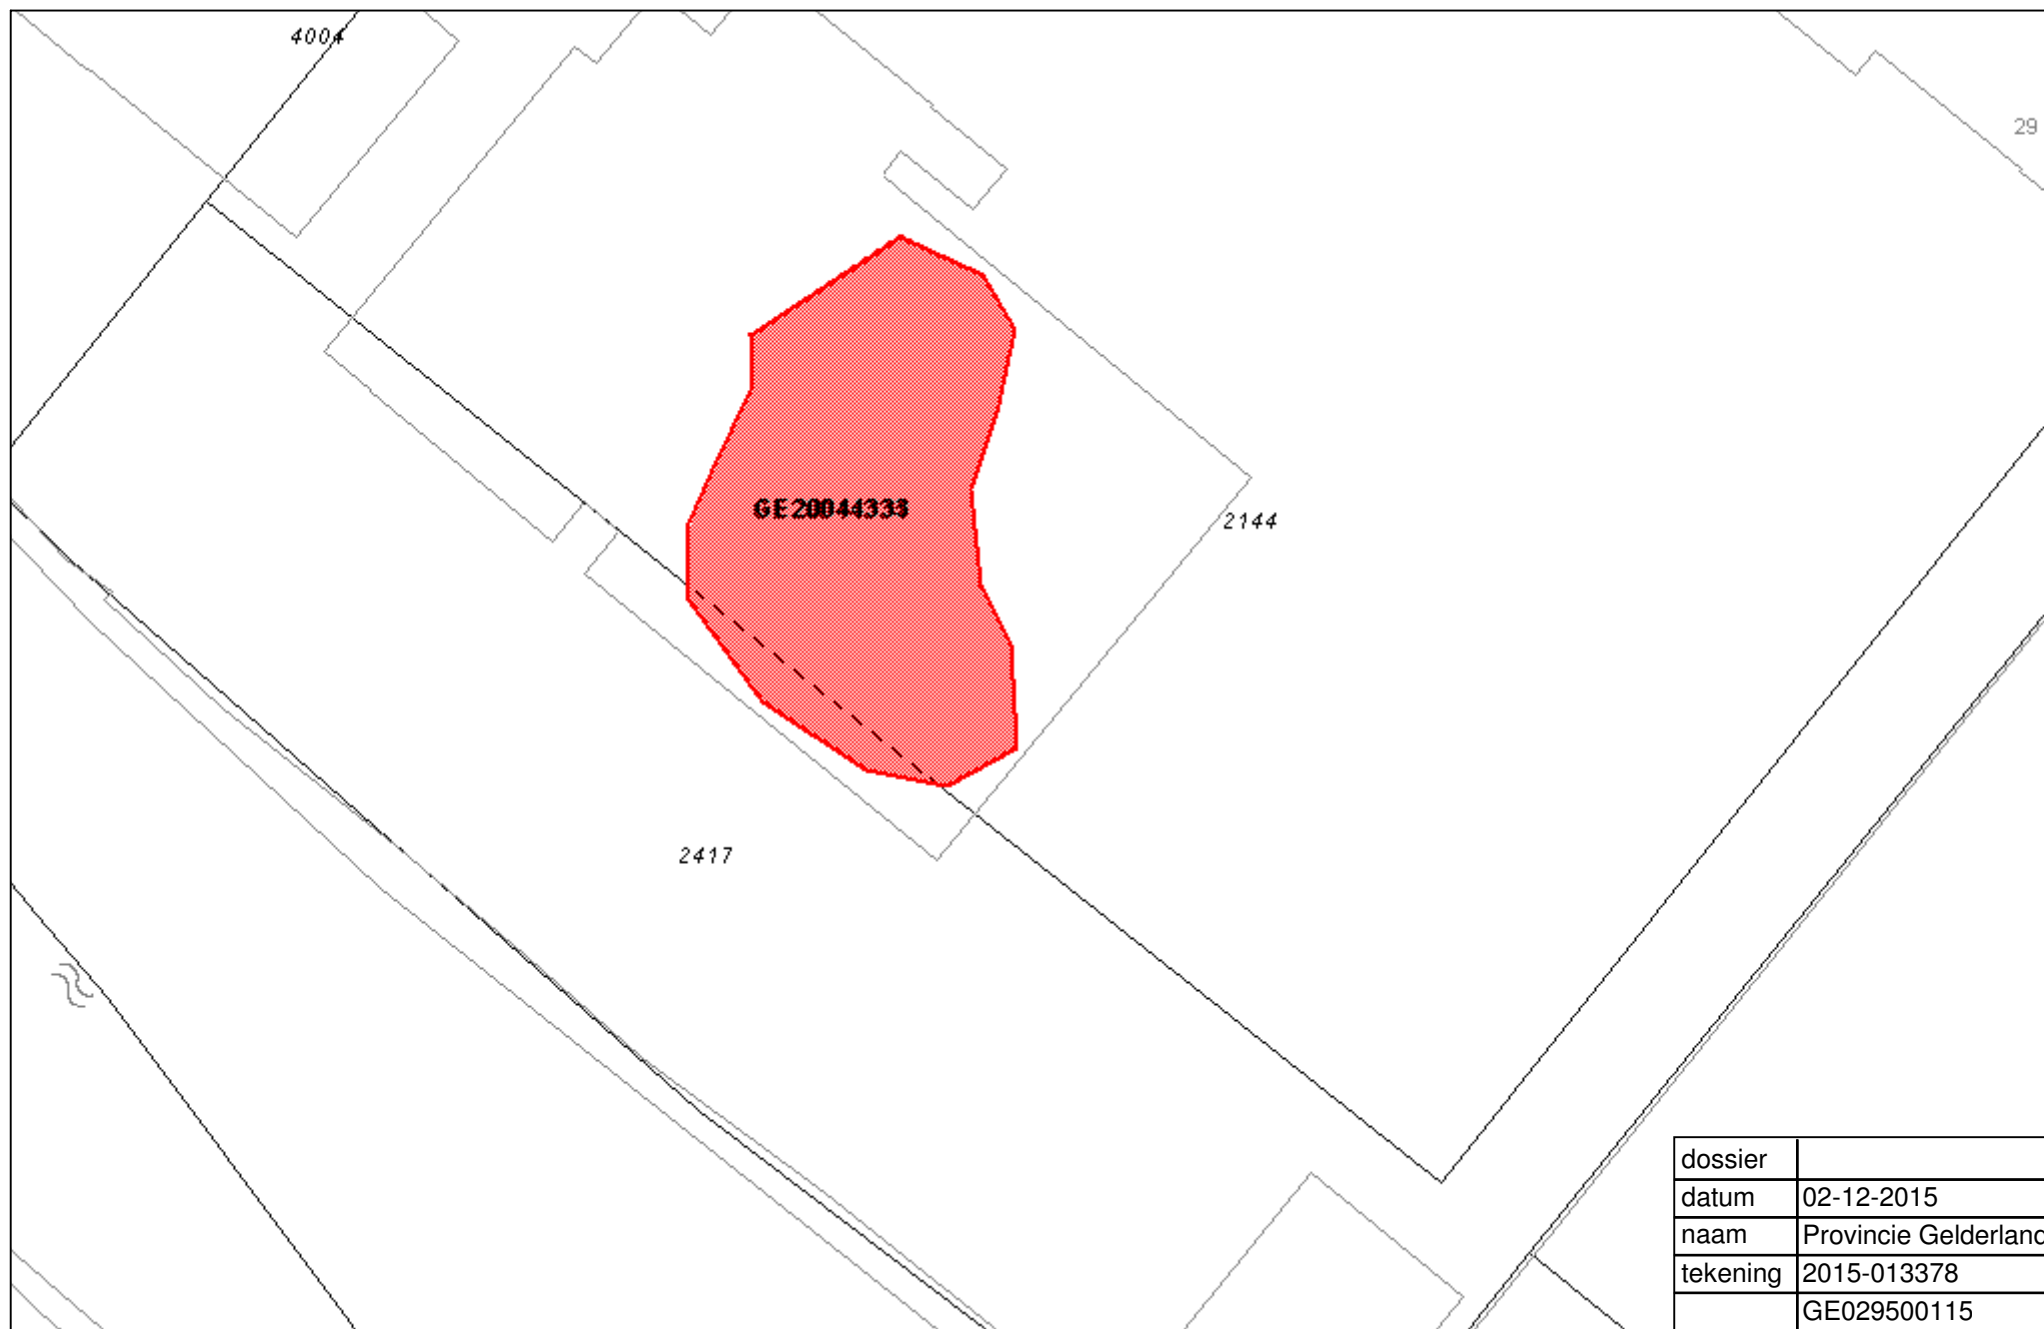 4004
29
GE20044333
2144
2417
dossier
datum 02-12-2015
naam Provincie Gelderland
tekening 2015-013378
GE029500115